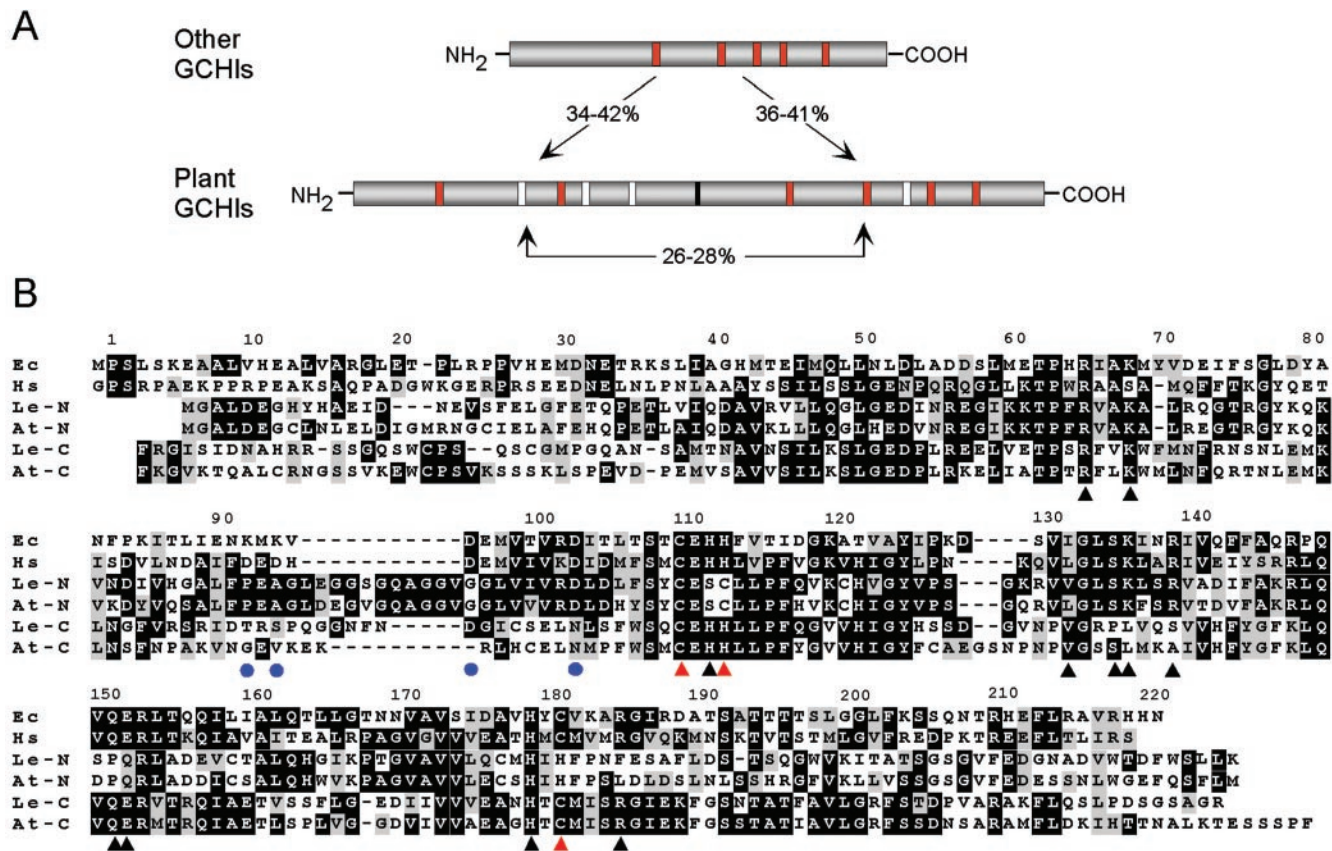 A
Other
GCHIs
NH2
COOH
34-42%
36-41%
Plant
GCHIs
NH2
COOH
26-28%
B
1 10 20 30 40 50 60 70 80
Ec MPSLSKEAALVHEALVARGLET-PLRPPVHEMDNETRKSLIAGHMTEIMQLLNLDLADDSLMETPHRIAKMYVDEIFSGLDYA
Hs GPSRPAEKPPRPEAKSAQPADGWKGERPRSEEDNELNLPNLAAAYSSILSSLGENPQRQGLLKTPWRAASA-MQFFTKGYQET
Le-N MGALDEGHYHAEID---NEVSFELGFETQPETLVIQDAVRVLLQGLGEDINREGIKKTPFRVAKA-LRQGTRGYKQK
At-N MGALDEGCLNLELDIGMRNGCIELAFEHQPETLAIQDAVKLLLQGLHEDVNREGIKKTPFRVAKA-LREGTRGYKQK
Le-C FRGISIDNAHRR-SSGQSWCPS--QSCGMPGQAN-SAMTNAVNSILKSLGEDPLREELVETPSRFVKWFMNFRNSNLEMK
At-C FKGVKTQALCRNGSSVKEWCPSVKSSSKLSPEVD-PEMVSAVVSILKSLGEDPLRKELIATPTRFLKWMLNFQRTNLEMK
90 100 110 120 130 140
Ec NFPKITLIENKMKV-----------DEMVTVRDITLTSTCEHHFVTIDGKATVAYIPKD----SVIGLSKINRIVQFFAQRPQ
Hs ISDVLNDAIFDEDH-----------DEMVIVKDIDMFSMCEHHLVPFVGKVHIGYLPN----KQVLGLSKLARIVEIYSRRLQ
Le-N VNDIVHGALFPEAGLEGGSGQAGGVGGLVIVRDLDLFSYCESCLLPFQVKCHVGYVPS---GKRVVGLSKLSRVADIFAKRLQ
At-N VKDYVQSALFPEAGLDEGVGQAGGVGGLVVVRDLDHYSYCESCLLPFHVKCHIGYVPS---GQRVLGLSKFSRVTDVFAKRLQ
Le-C LNGFVRSRIDTRSPQGGNFN-----DGICSELNLSFWSQCEHHLLPFQGVVHIGYHSSD--GVNPVGRPLVQSVVHFYGFKLQ
At-C LNSFNPAKVNGEVKEK----------RLHCELNMPFWSMCEHHLLPFYGVVHIGYFCAEGSNPNPVGSSLMKAIVHFYGFKLQ
150 160 170 180 190 200 210 220
Ec VQERLTQQILIALQTLLGTNNVAVSIDAVHYCVKARGIRDATSATTTTSLGGLFKSSQNTRHEFLRAVRHHN
Hs VQERLTKQIAVAITEALRPAGVGVVVEATHMCMVMRGVQKMNSKTVTSTMLGVFREDPKTREEFLTLIRS
Le-N HPQRLADEVCTALQHGIKPTGVAVVLQCMHIHFPNFESAFLDS-TSQGWVKITATSGSGVFEDGNADVWTDFWSLLK
At-N DPQRLADDICSALQHWVKPAGVAVVLECSHIHFPSLDLDSLNLSSHRGFVKLLVSSGSGVFEDESSNLWGEFQSFLM
Le-C VQERVTRQIAETVSSFLG-EDIIVVVEANHTCMISRGIEKFGSNTATFAVLGRFSTDPVARAKFLQSLPDSGSAGR
At-C VQERMTRQIAETLSPLVG-GDVIVVAEAGHTCMISRGIEKFGSSTATIAVLGRFSSDNSARAMFLDKIHTTNALKTESSSPF